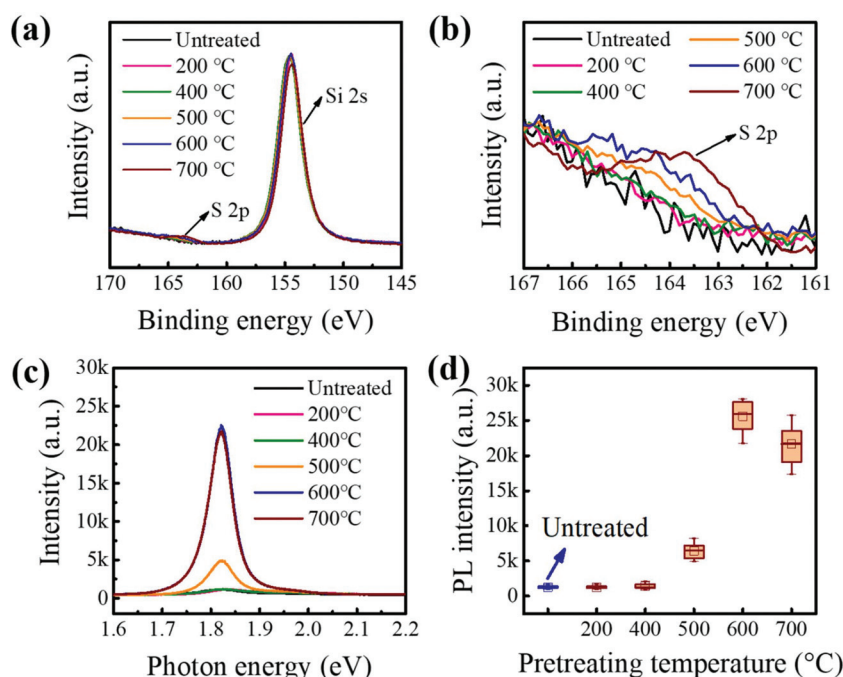 (a)
Untreated
200 °C
400 °C
500 °C
600 °C
700 °C
Si 2s
S 2p
Intensity (a.u.)
170 165 160 155 150 145
Binding energy (eV)
(b)
Untreated
200 °C
400 °C
500 °C
600 °C
700 °C
S 2p
Intensity (a.u.)
167 166 165 164 163 162 161
Binding energy (eV)
(c)
30k
25k
20k
15k
10k
5k
0
Untreated
200°C
400°C
500°C
600°C
700°C
Intensity (a.u.)
1.6 1.7 1.8 1.9 2.0 2.1 2.2
Photon energy (eV)
(d)
30k
25k
20k
15k
10k
5k
0
Untreated
PL intensity (a.u.)
200 400 500 600 700
Pretreating temperature (°C)